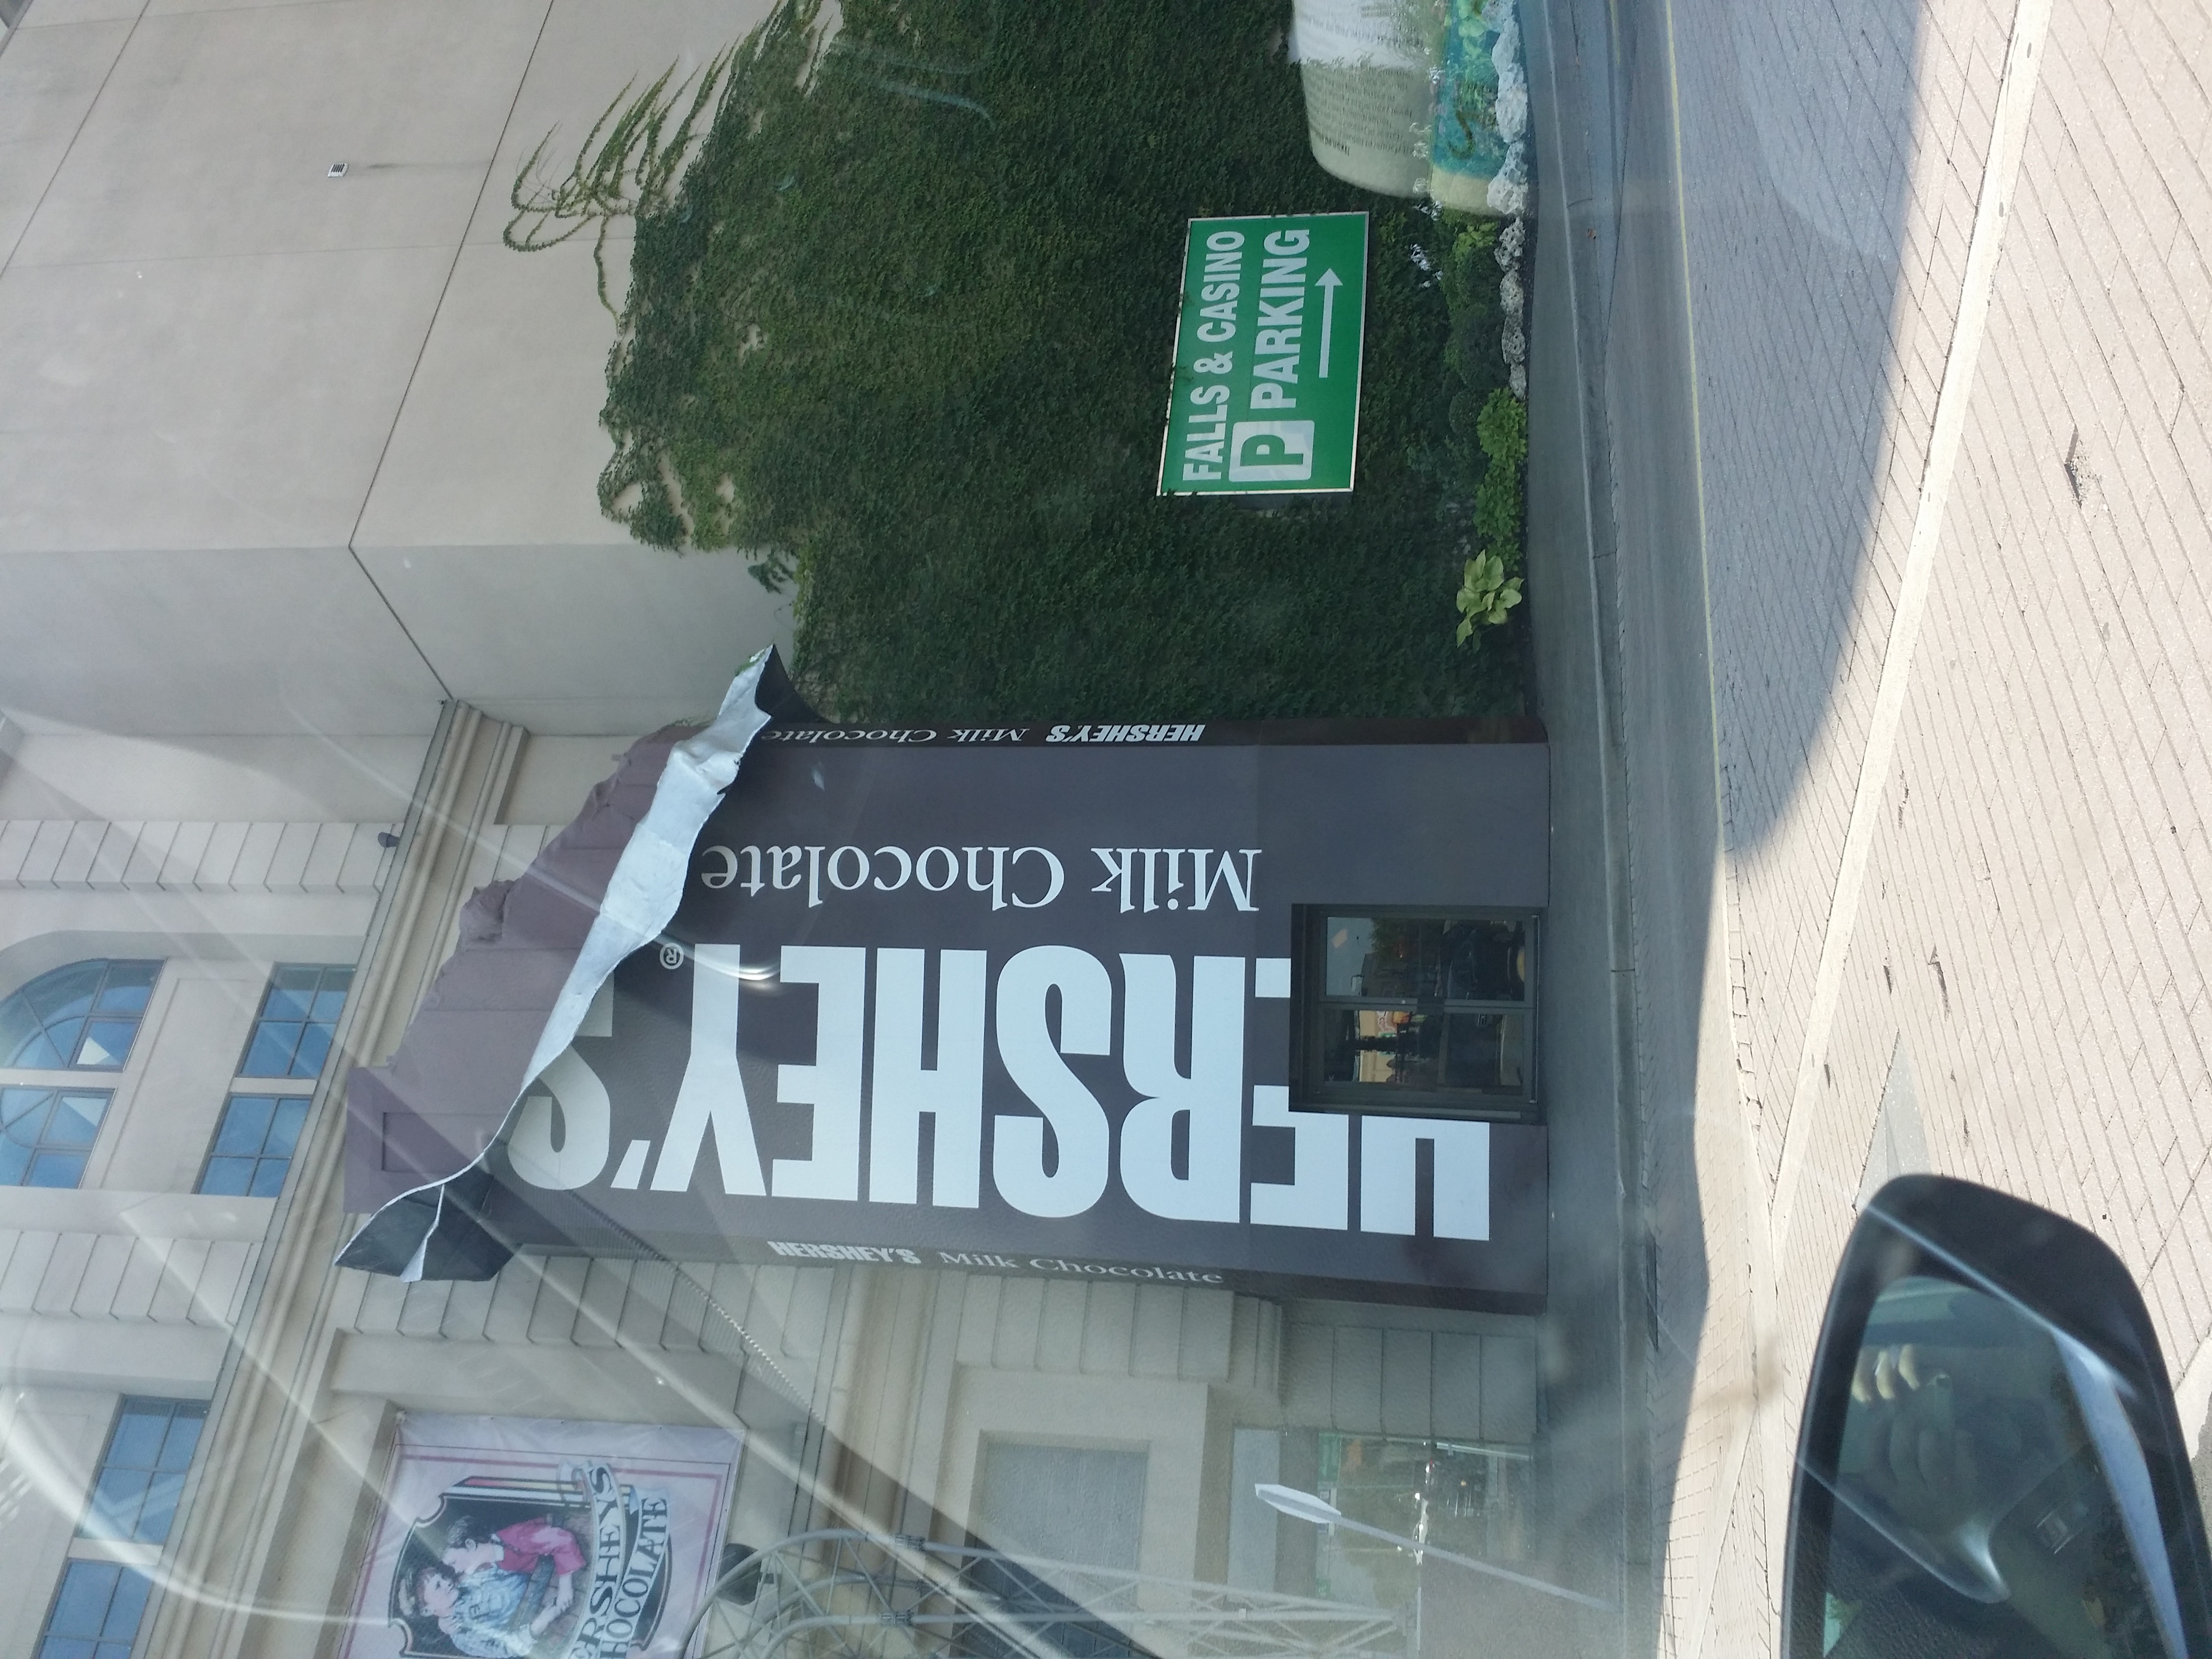 HERSHEY'S
CHOCOLATE
HERSHEY'S Milk Chocolate
HERSHEY'S®
Milk Chocolate
HERSHEY'S Milk Chocolate
FALLS & CASINO
P PARKING